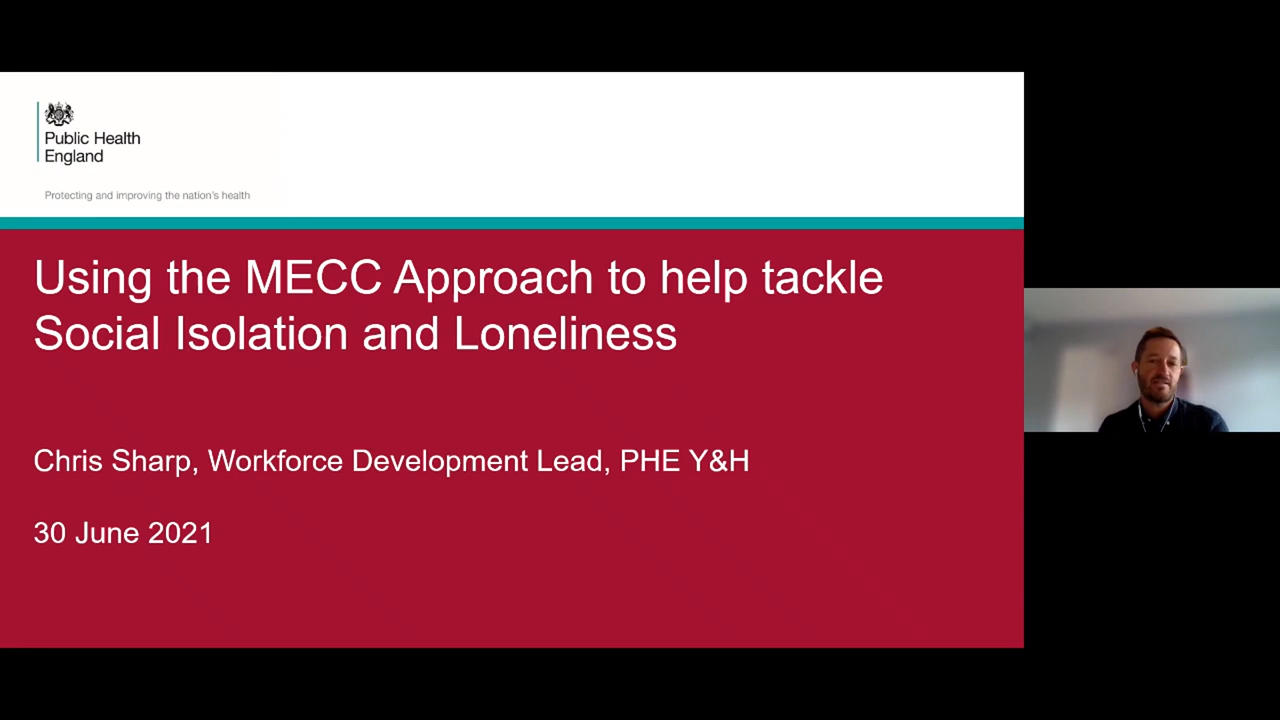 Public Health
England
Protecting and improving the nation's health
Using the MECC Approach to help tackle
Social Isolation and Loneliness
Chris Sharp, Workforce Development Lead, PHE Y&H
30 June 2021